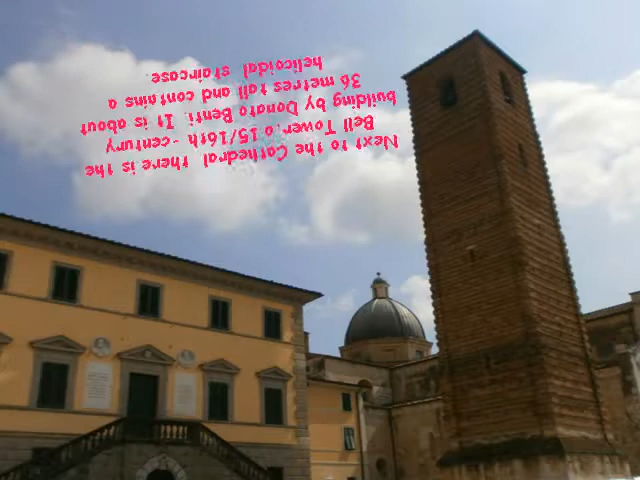 Next to the Cathedral there is the
Bell Tower, a 15/16th - century
building by Donato Benti. It is about
36 metres tall and contains a
helicoidal staircase.